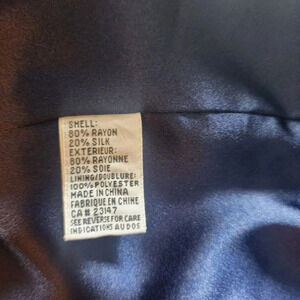 SHELL:
80% RAYON
20% SILK
EXTERIEUR:
80% RAYONNE
20% SOIE
LINING/DOUBLURE:
100% POLYESTER
MADE IN CHINA
FABRIQUE EN CHINE
CA# 23147
SEE REVERSE FOR CARE
INDICATIONS AU DOS